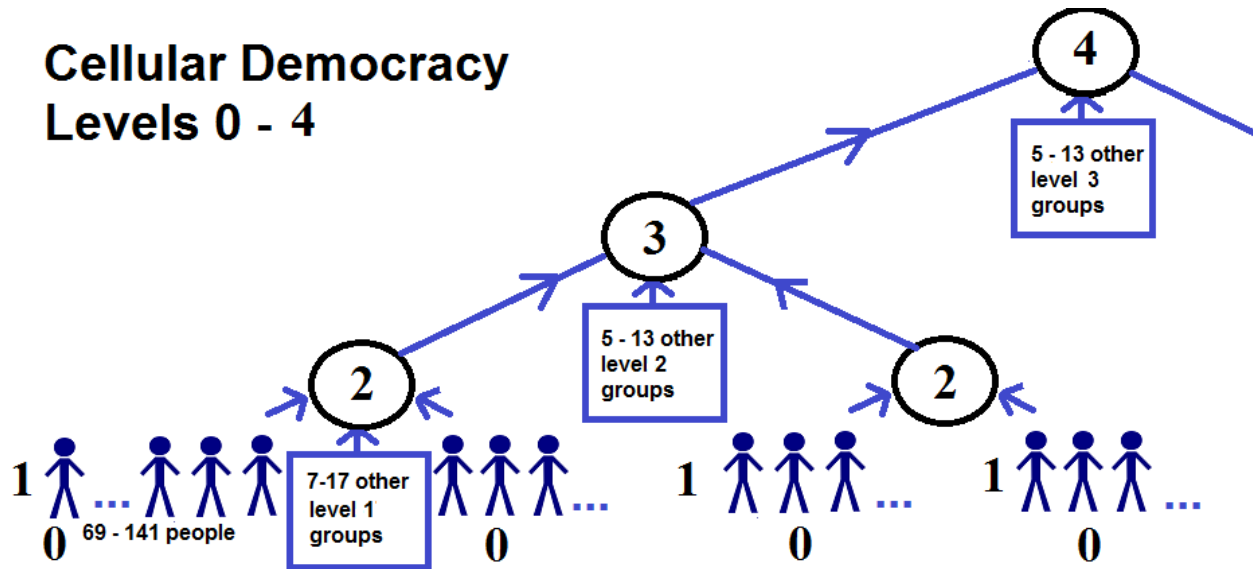 Cellular Democracy
Levels 0 - 4
4
5 - 13 other
level 3
groups
3
5 - 13 other
level 2
groups
2
2
1
...
7-17 other
level 1
groups
...
1
...
1
...
0
69 - 141 people
0
0
0